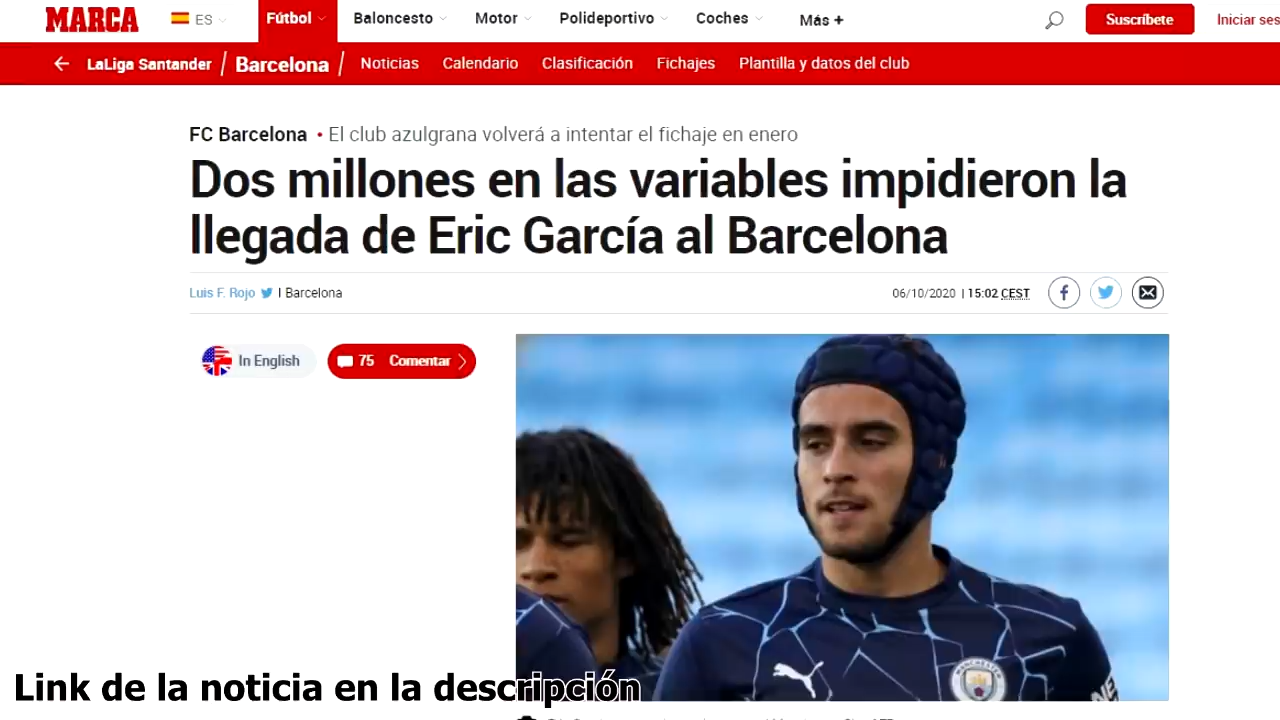 MARCA ES Fútbol Baloncesto Motor Polideportivo Coches Más + Suscríbete Iniciar ses
LaLiga Santander / Barcelona / Noticias Calendario Clasificación Fichajes Plantilla y datos del club
FC Barcelona • El club azulgrana volverá a intentar el fichaje en enero
Dos millones en las variables impidieron la
llegada de Eric García al Barcelona
Luis F. Rojo | Barcelona 06/10/2020 | 15:02 CEST
In English 75 Comentar
MANCHESTER
Link de la noticia en la descripción